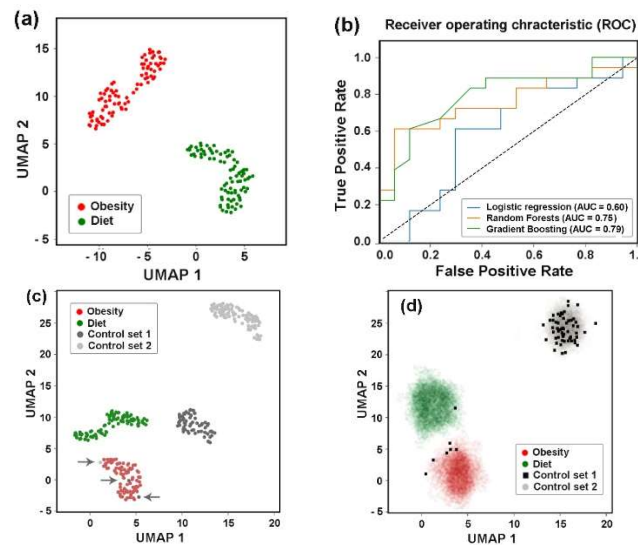 (a)
15
10
5
0
- 5
UMAP 2
Obesity
Diet
- 10
- 5
0
5
UMAP 1
(b)
Receiver operating chracteristic (ROC)
1.0
0.8
0.6
0.4
0.2
0.0
True Positive Rate
Logistic regression (AUC = 0.60)
Random Forests (AUC = 0.75)
Gradient Boosting (AUC = 0.79)
0.2
0.4
0.6
0.8
1.0
False Positive Rate
(c)
Obesity
Diet
Control set 1
Control set 2
25
20
15
10
5
0
- 5
UMAP 2
0
5
10
15
20
UMAP 1
(d)
25
20
15
10
5
0
- 5
UMAP 2
Obesity
Diet
Control set 1
Control set 2
0
5
10
15
20
UMAP 1